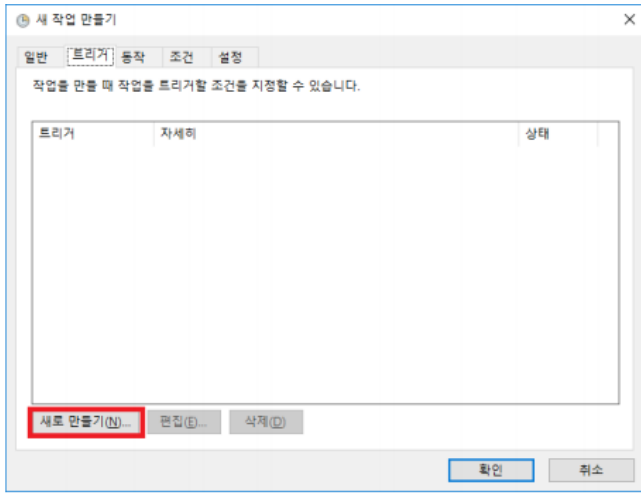 새 작업 만들기
일반 트리거 동작 조건 설정
작업을 만들 때 작업을 트리거할 조건을 지정할 수 있습니다.
트리거 자세히 상태
새로 만들기(N)... 편집(E)... 삭제(D)
확인 취소